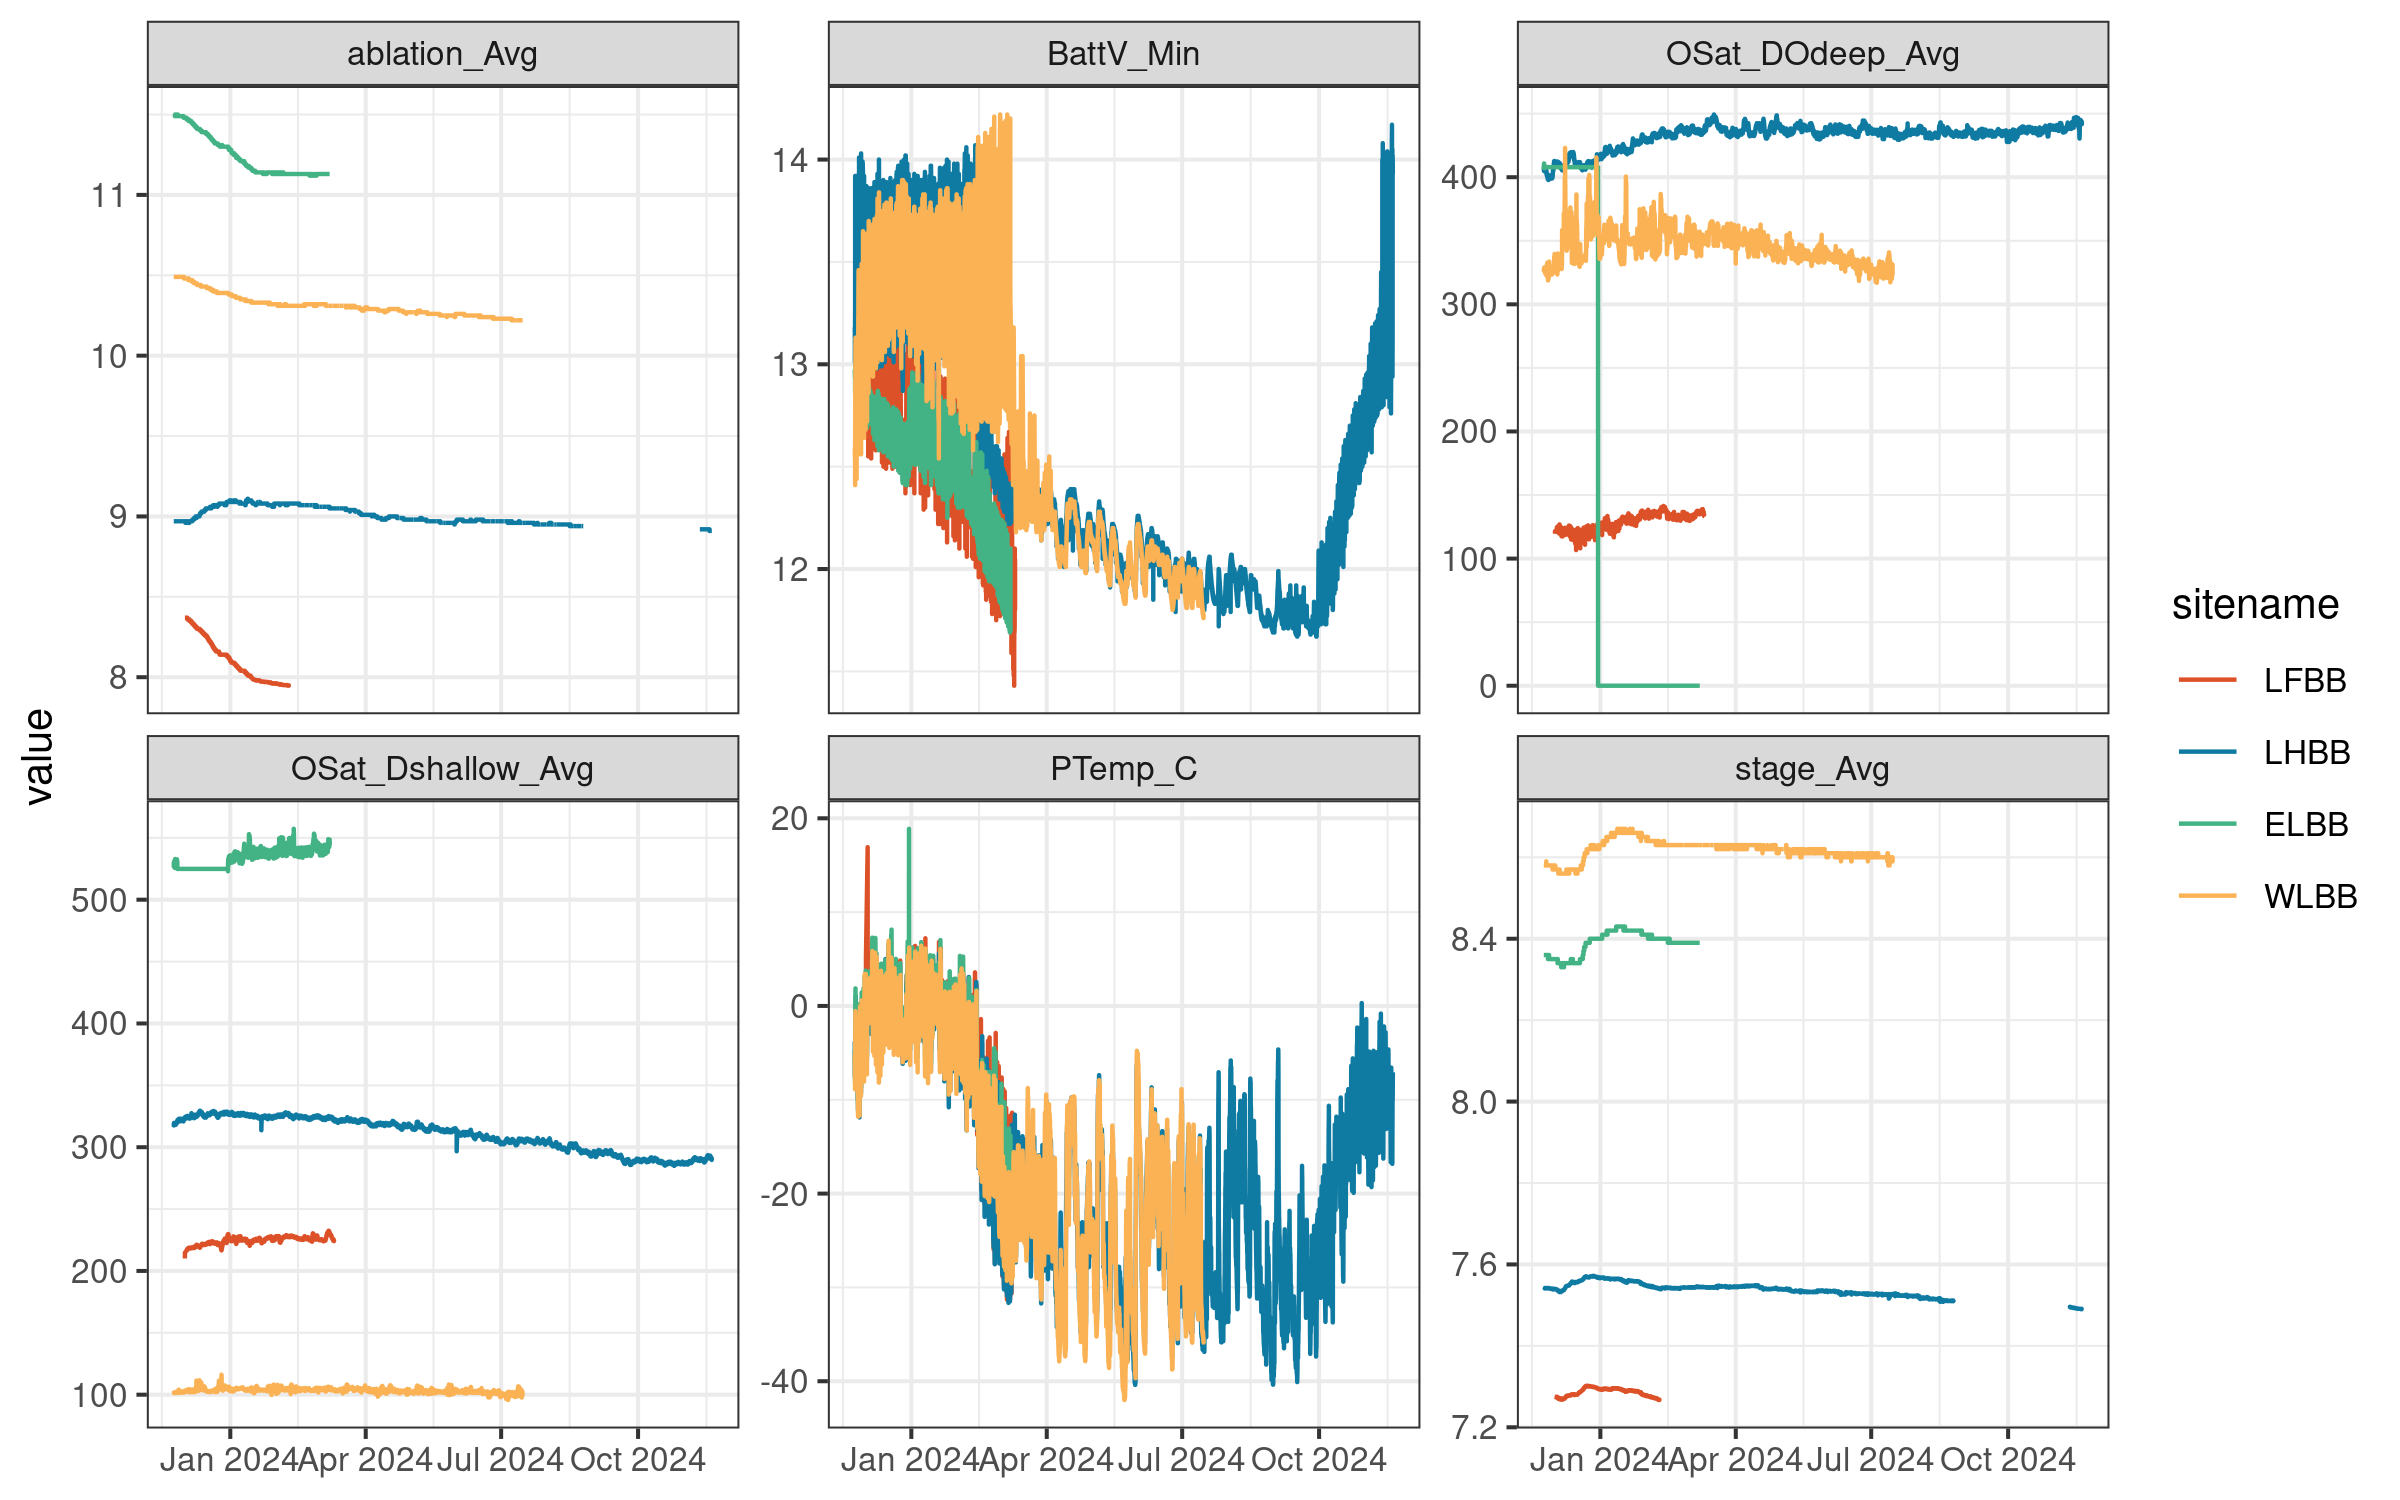 ablation_Avg
BattV_Min
OSat_DOdeep_Avg
11
10
9
8
14
13
12
400
300
200
100
0
OSat_Dshallow_Avg
PTemp_C
stage_Avg
500
400
300
200
100
20
0
-20
-40
8.4
8.0
7.6
7.2
Jan 2024 Apr 2024 Jul 2024 Oct 2024
Jan 2024 Apr 2024 Jul 2024 Oct 2024
Jan 2024 Apr 2024 Jul 2024 Oct 2024
value
sitename
LFBB
LHBB
ELBB
WLBB